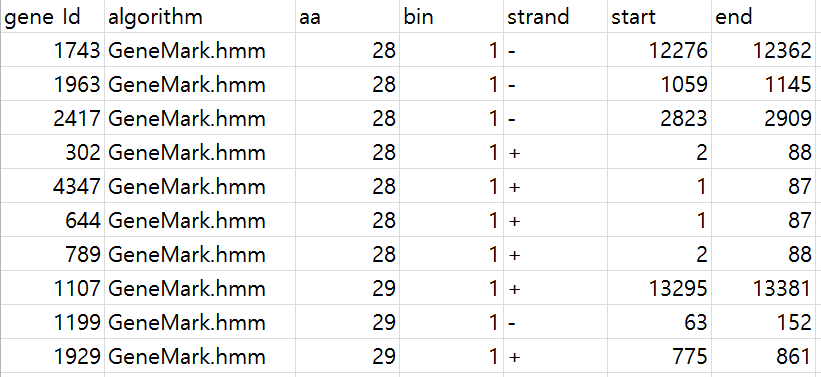 gene Id algorithm aa bin strand start end
1743 GeneMark.hmm 28 1 - 12276 12362
1963 GeneMark.hmm 28 1 - 1059 1145
2417 GeneMark.hmm 28 1 - 2823 2909
302 GeneMark.hmm 28 1 + 2 88
4347 GeneMark.hmm 28 1 + 1 87
644 GeneMark.hmm 28 1 + 1 87
789 GeneMark.hmm 28 1 + 2 88
1107 GeneMark.hmm 29 1 + 13295 13381
1199 GeneMark.hmm 29 1 - 63 152
1929 GeneMark.hmm 29 1 + 775 861